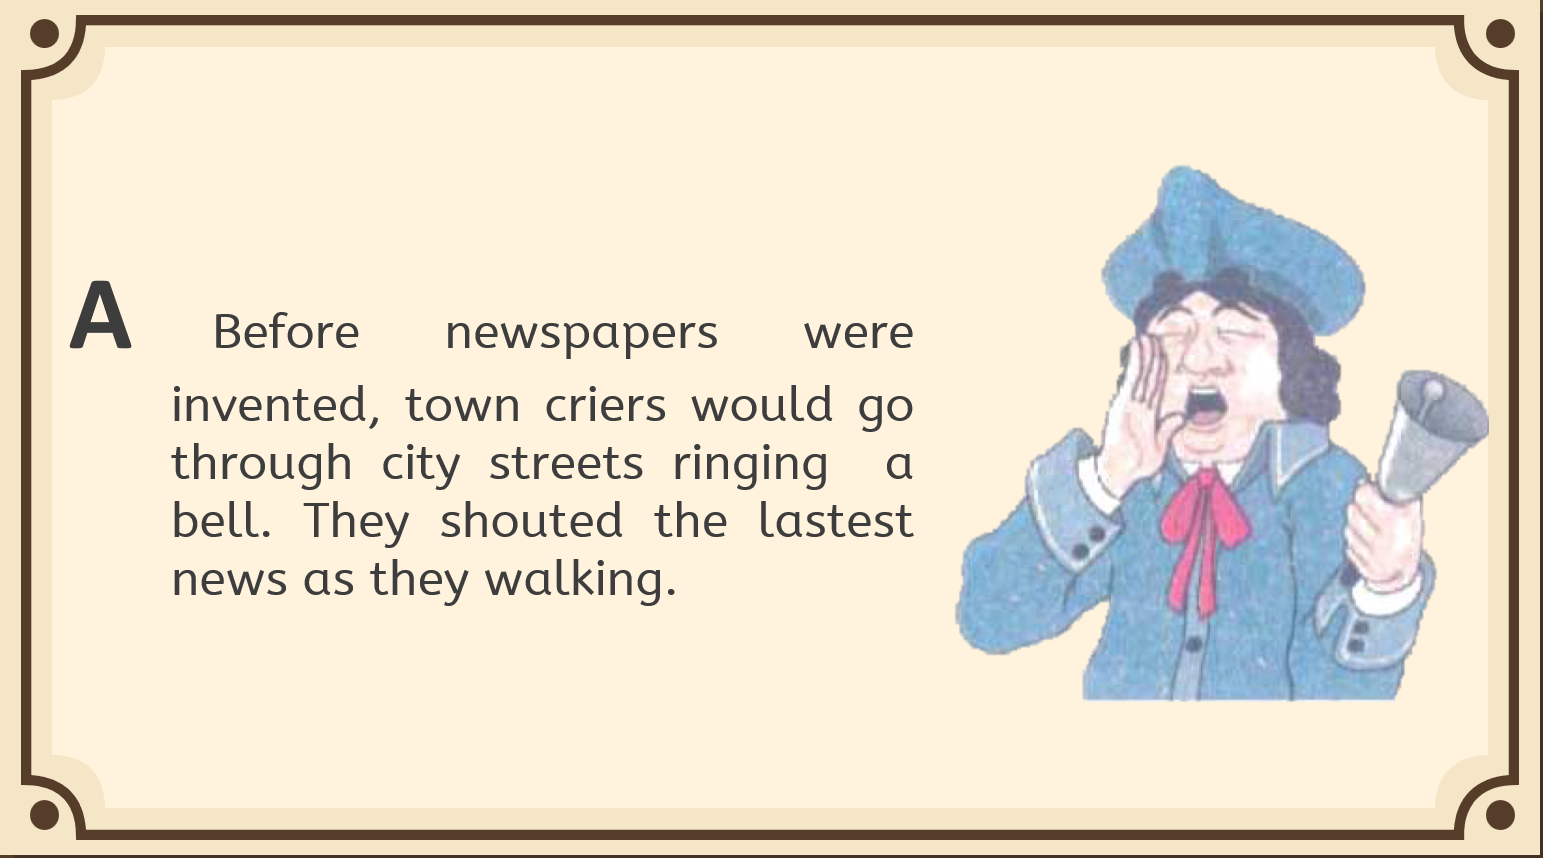 A Before newspapers were
invented, town criers would go
through city streets ringing a
bell. They shouted the lastest
news as they walking.